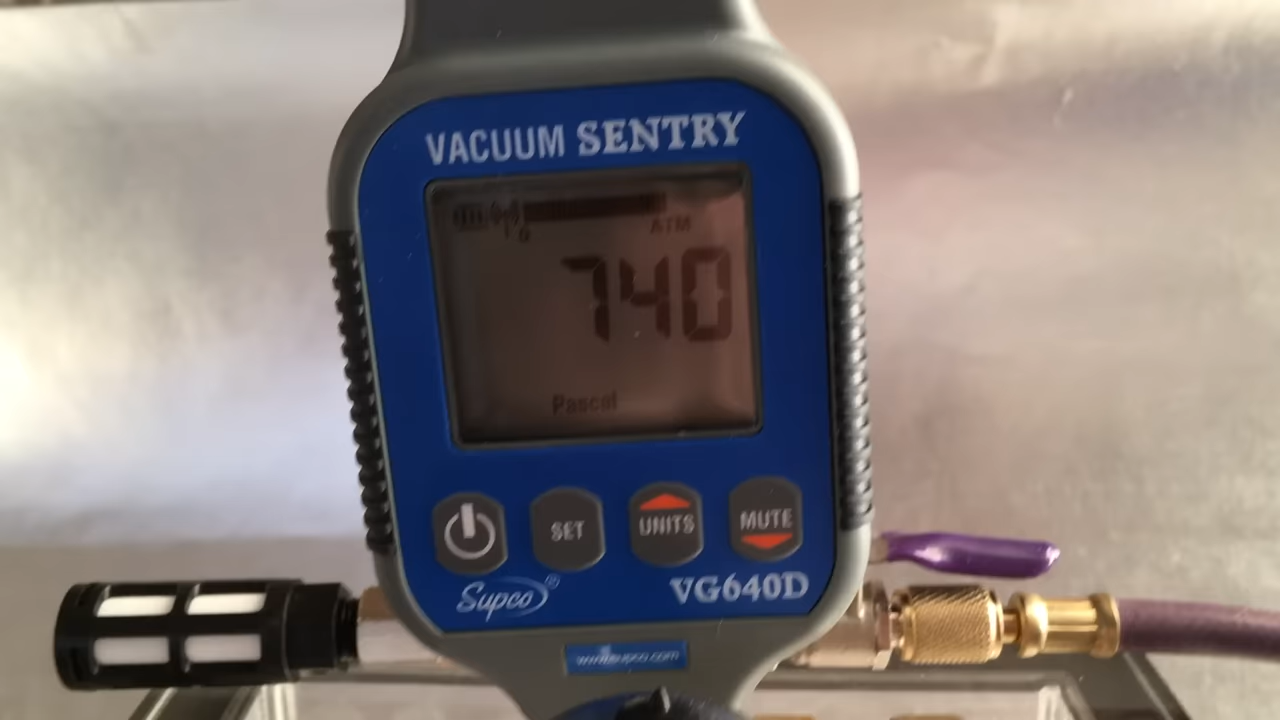 VACUUM SENTRY
ATM
740
Pascal
SET
UNITS
MUTE
Supco®
VG640D
www.supco.com